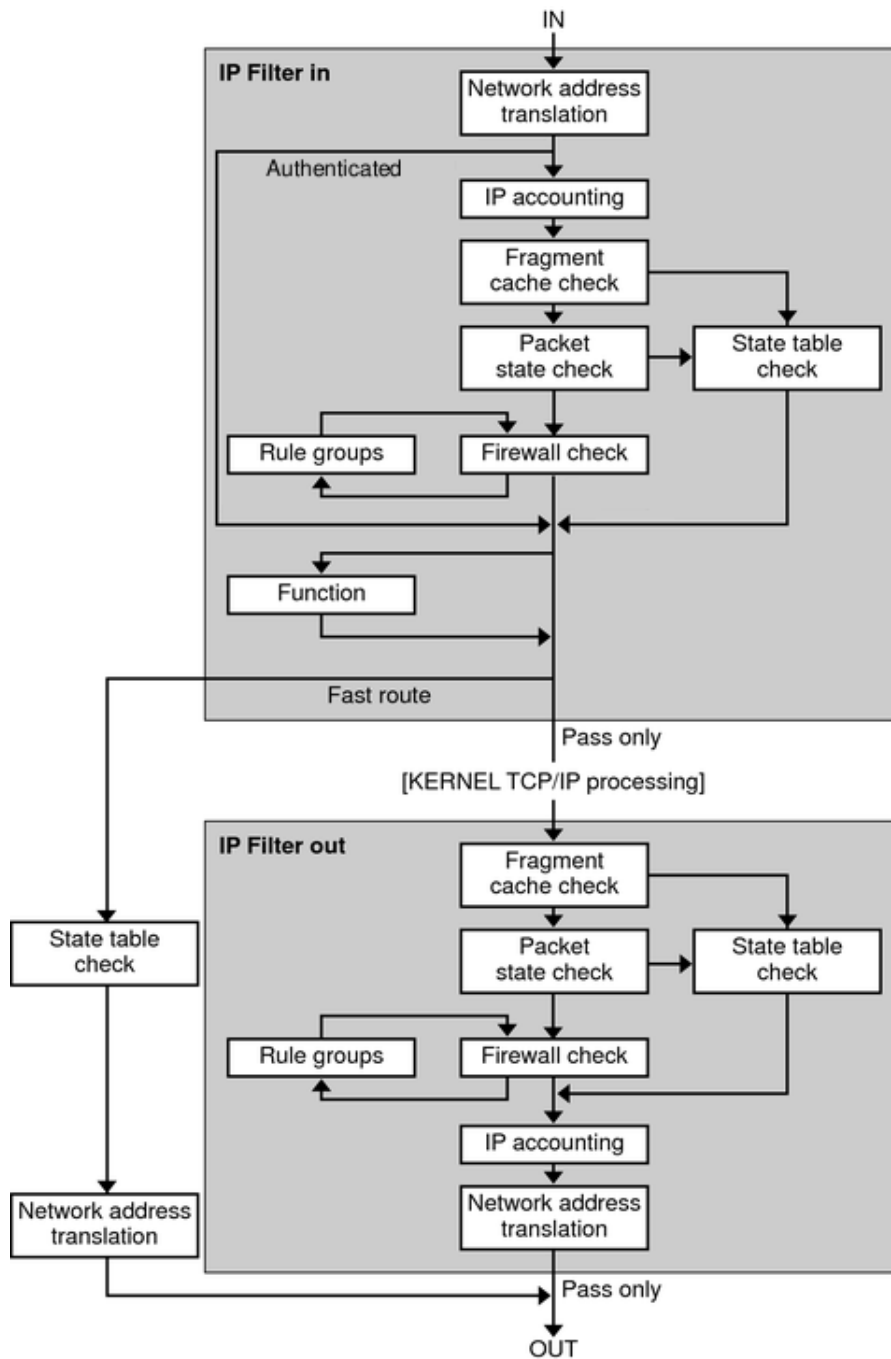 IN
IP Filter in
Network address
translation
Authenticated
IP accounting
Fragment
cache check
Packet
state check
State table
check
Rule groups
Firewall check
Function
Fast route
Pass only
[KERNEL TCP/IP processing]
IP Filter out
Fragment
cache check
State table
check
Packet
state check
State table
check
Rule groups
Firewall check
IP accounting
Network address
translation
Network address
translation
Pass only
OUT